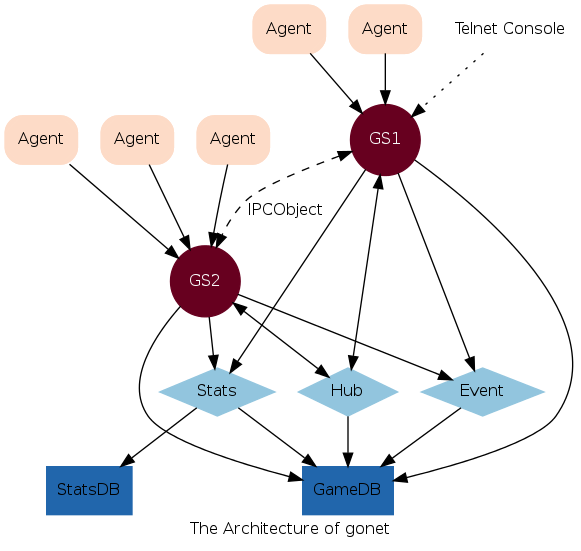 Agent
Agent
Telnet Console
Agent
Agent
Agent
GS1
IPCObject
GS2
Stats
Hub
Event
StatsDB
GameDB
The Architecture of gonet